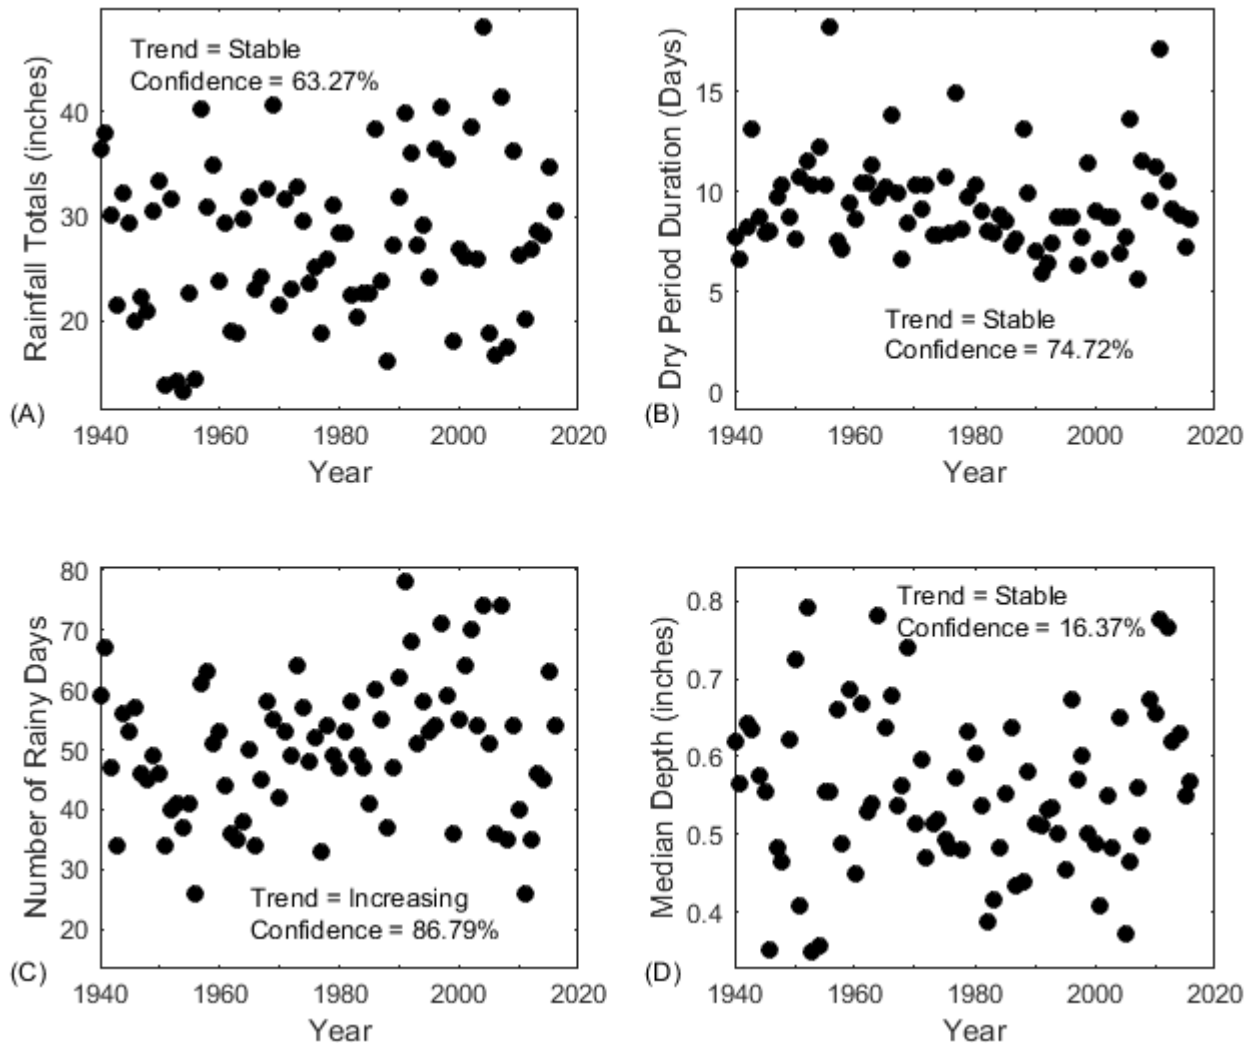 Trend = Stable
Confidence = 63.27%
Rainfall Totals (inches)
40
30
20
(A)
1940 1960 1980 2000 2020
Year
Trend = Stable
Confidence = 74.72%
Dry Period Duration (Days)
15
10
5
0
(B)
1940 1960 1980 2000 2020
Year
Trend = Increasing
Confidence = 86.79%
Number of Rainy Days
80
70
60
50
40
30
20
(C)
1940 1960 1980 2000 2020
Year
Trend = Stable
Confidence = 16.37%
Median Depth (inches)
0.8
0.7
0.6
0.5
0.4
(D)
1940 1960 1980 2000 2020
Year